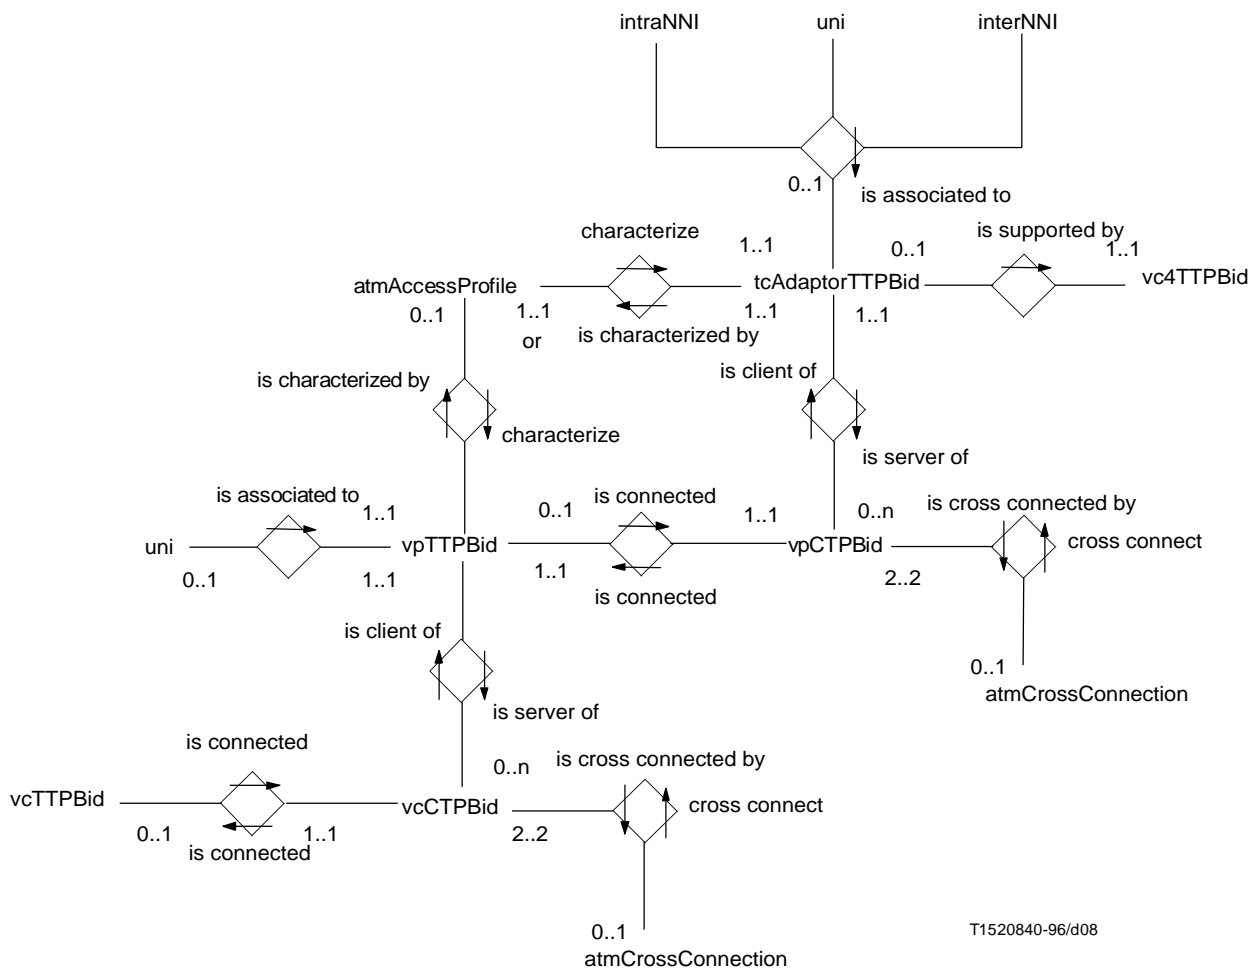 intraNNI
uni
interNNI
0..1
is associated to
characterize
1..1
0..1
is supported by
1..1
atmAccessProfile
tcAdaptorTTPBid
vc4TTPBid
0..1
1..1
or
is characterized by
1..1
1..1
is characterized by
is client of
characterize
is server of
is associated to
1..1
0..1
is connected
1..1
0..n
is cross connected by
uni
vpTTPBid
vpCTPBid
cross connect
0..1
1..1
1..1
is connected
2..2
is client of
0..1
atmCrossConnection
is server of
is connected
0..n
is cross connected by
vcTTPBid
vcCTPBid
cross connect
0..1
is connected
1..1
2..2
0..1
atmCrossConnection
T1520840-96/d08